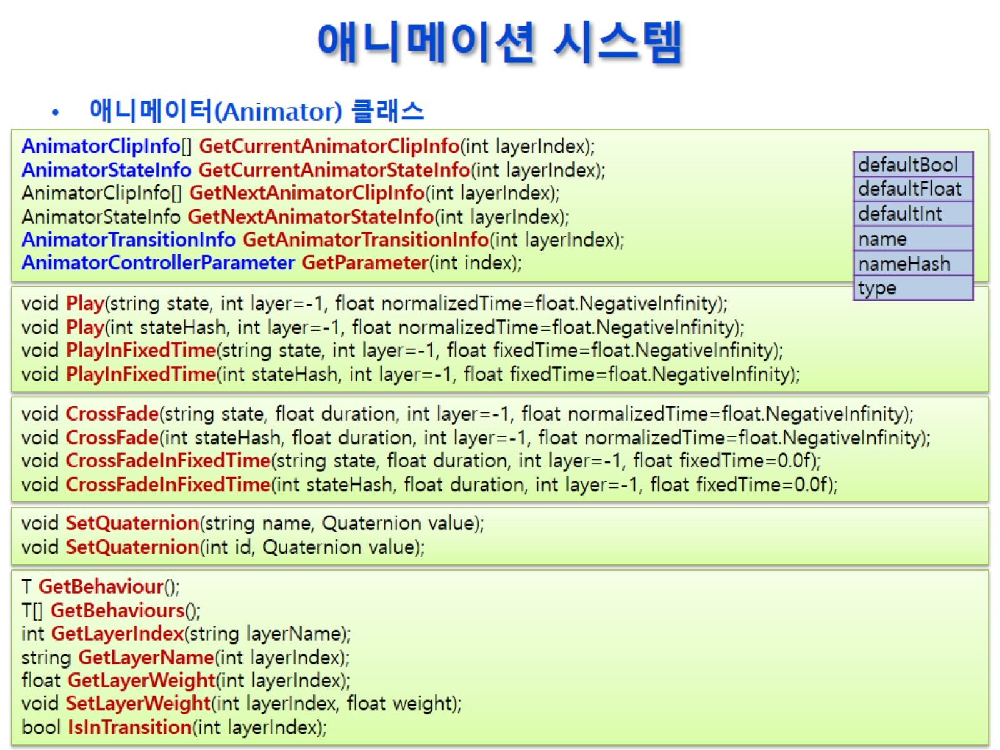 애니메이션 시스템
• 애니메이터(Animator) 클래스
AnimatorClipInfo[] GetCurrentAnimatorClipInfo(int layerIndex);
AnimatorStateInfo GetCurrentAnimatorStateInfo(int layerIndex);
AnimatorClipInfo[] GetNextAnimatorClipInfo(int layerIndex);
AnimatorStateInfo GetNextAnimatorStateInfo(int layerIndex);
AnimatorTransitionInfo GetAnimatorTransitionInfo(int layerIndex);
AnimatorControllerParameter GetParameter(int index);
defaultBool
defaultFloat
defaultInt
name
nameHash
type
void Play(string state, int layer=-1, float normalizedTime=float.NegativeInfinity);
void Play(int stateHash, int layer=-1, float normalizedTime=float.NegativeInfinity);
void PlayInFixedTime(string state, int layer=-1, float fixedTime=float.NegativeInfinity);
void PlayInFixedTime(int stateHash, int layer=-1, float fixedTime=float.NegativeInfinity);
void CrossFade(string state, float duration, int layer=-1, float normalizedTime=float.NegativeInfinity);
void CrossFade(int stateHash, float duration, int layer=-1, float normalizedTime=float.NegativeInfinity);
void CrossFadeInFixedTime(string state, float duration, int layer=-1, float fixedTime=0.0f);
void CrossFadeInFixedTime(int stateHash, float duration, int layer=-1, float fixedTime=0.0f);
void SetQuaternion(string name, Quaternion value);
void SetQuaternion(int id, Quaternion value);
T GetBehaviour();
T[] GetBehaviours();
int GetLayerIndex(string layerName);
string GetLayerName(int layerIndex);
float GetLayerWeight(int layerIndex);
void SetLayerWeight(int layerIndex, float weight);
bool IsInTransition(int layerIndex);